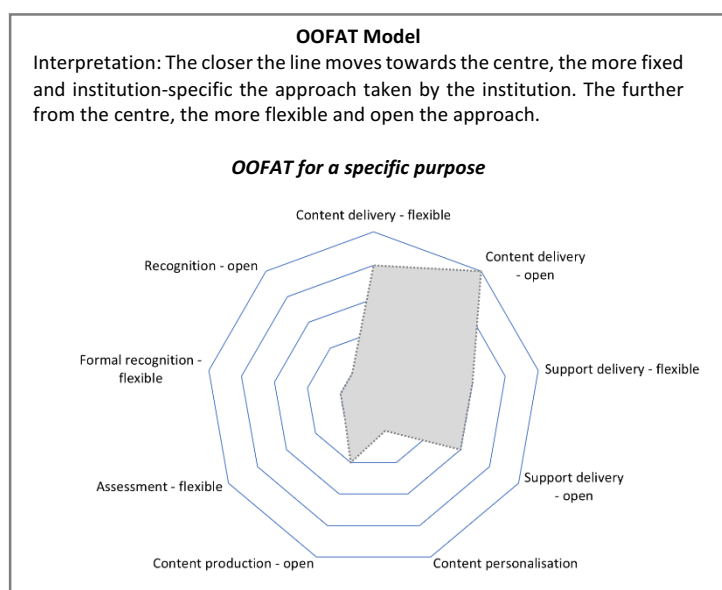 OOFAT Model
Interpretation: The closer the line moves towards the centre, the more fixed
and institution-specific the approach taken by the institution. The further
from the centre, the more flexible and open the approach.
OOFAT for a specific purpose
Content delivery - flexible
Content delivery
- open
Support delivery - flexible
Support delivery
- open
Content personalisation
Content production - open
Assessment - flexible
Formal recognition -
flexible
Recognition - open